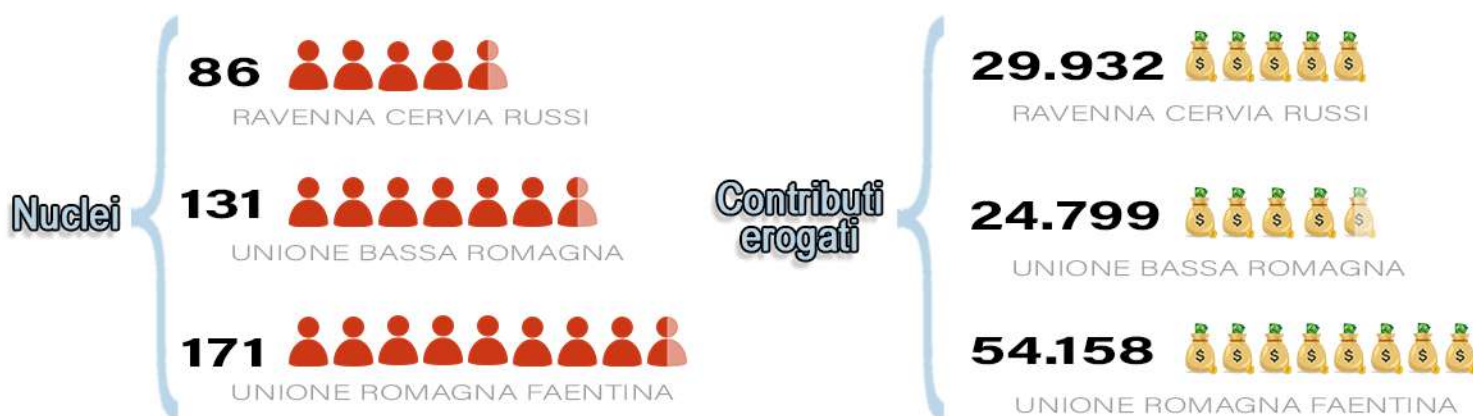 Nuclei
86
RAVENNA CERVIA RUSSI
131
UNIONE BASSA ROMAGNA
171
UNIONE ROMAGNA FAENTINA
Contributi
erogati
29.932
RAVENNA CERVIA RUSSI
24.799
UNIONE BASSA ROMAGNA
54.158
UNIONE ROMAGNA FAENTINA